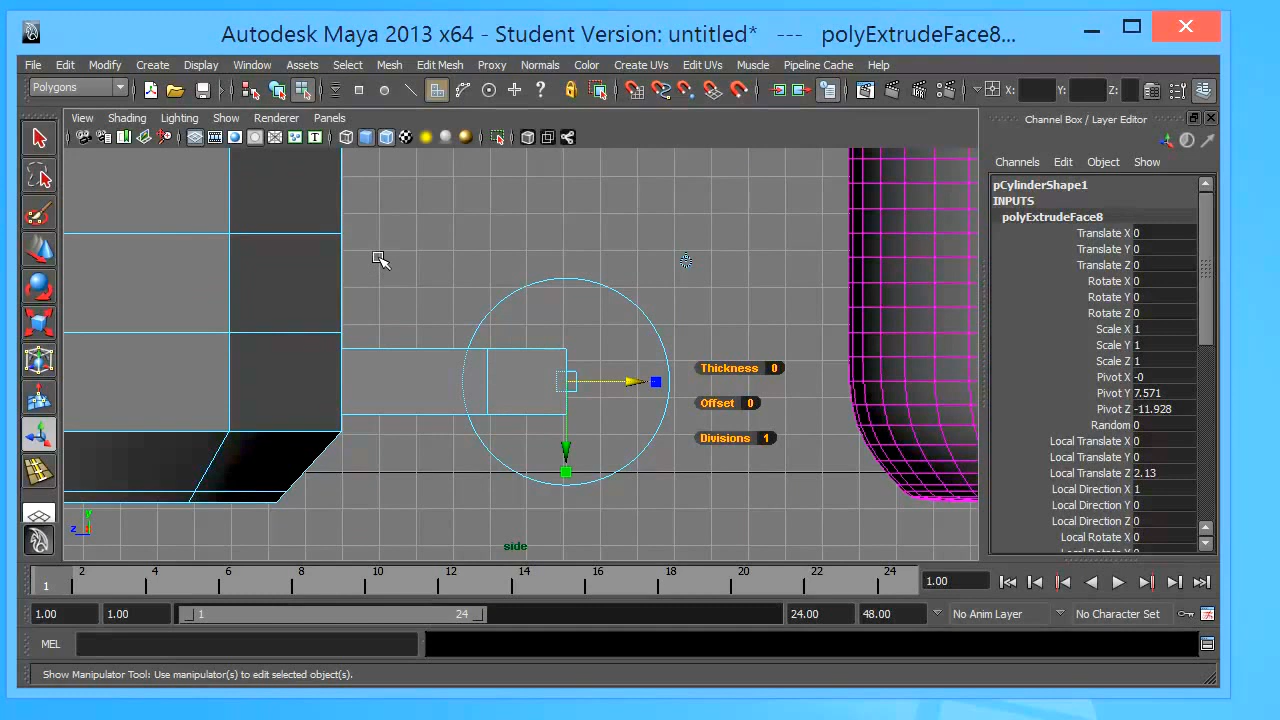 Autodesk Maya 2013 x64 - Student Version: untitled* --- polyExtrudeFace8...
File Edit Modify Create Display Window Assets Select Mesh Edit Mesh Proxy Normals Color Create UVs Edit UVs Muscle Pipeline Cache Help
Polygons X: Y: Z:
View Shading Lighting Show Renderer Panels
Channel Box / Layer Editor
Channels Edit Object Show
pCylinderShape1
INPUTS
polyExtrudeFace8
Translate X 0
Translate Y 0
Translate Z 0
Rotate X 0
Rotate Y 0
Rotate Z 0
Scale X 1
Scale Y 1
Scale Z 1
Pivot X -0
Pivot Y 7.571
Pivot Z -11.928
Random 0
Local Translate X 0
Local Translate Y 0
Local Translate Z 2.13
Local Direction X 1
Local Direction Y 0
Local Direction Z 0
Local Rotate X 0
Thickness 0
Offset 0
Divisions 1
y
z
side
1 2 4 6 8 10 12 14 16 18 20 22 24
1.00
1.00 1.00 1 24 24.00 48.00 No Anim Layer No Character Set
MEL
Show Manipulator Tool: Use manipulator(s) to edit selected object(s).